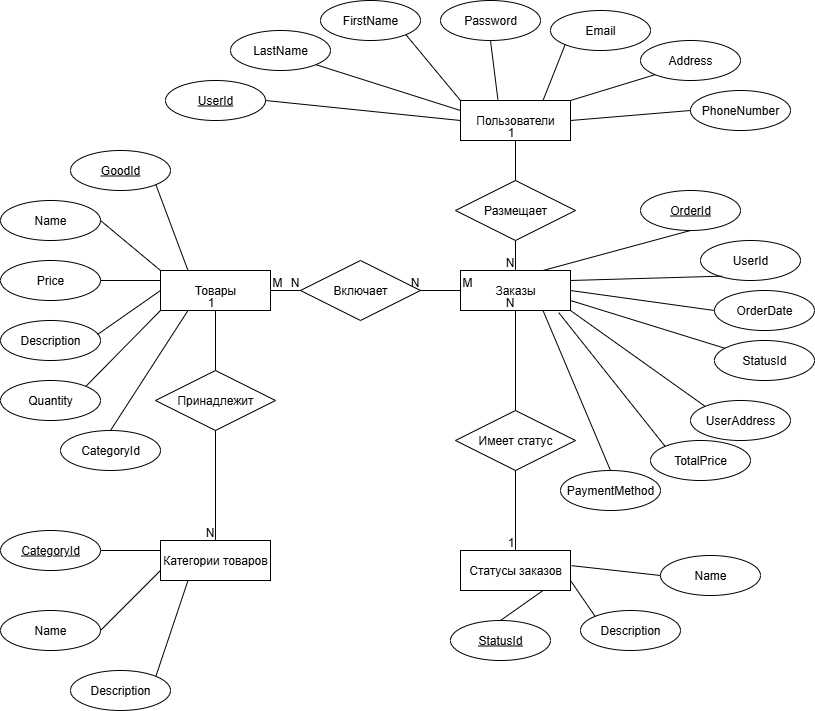 FirstName
Password
Email
LastName
Address
UserId
PhoneNumber
Пользователи
1
GoodId
Размещает
OrderId
Name
UserId
N
Price
Товары
1
M
N
Включает
N
M
Заказы
N
OrderDate
Description
StatusId
Quantity
Принадлежит
UserAddress
CategoryId
Имеет статус
TotalPrice
PaymentMethod
N
1
CategoryId
Категории товаров
Статусы заказов
Name
Name
Description
StatusId
Description